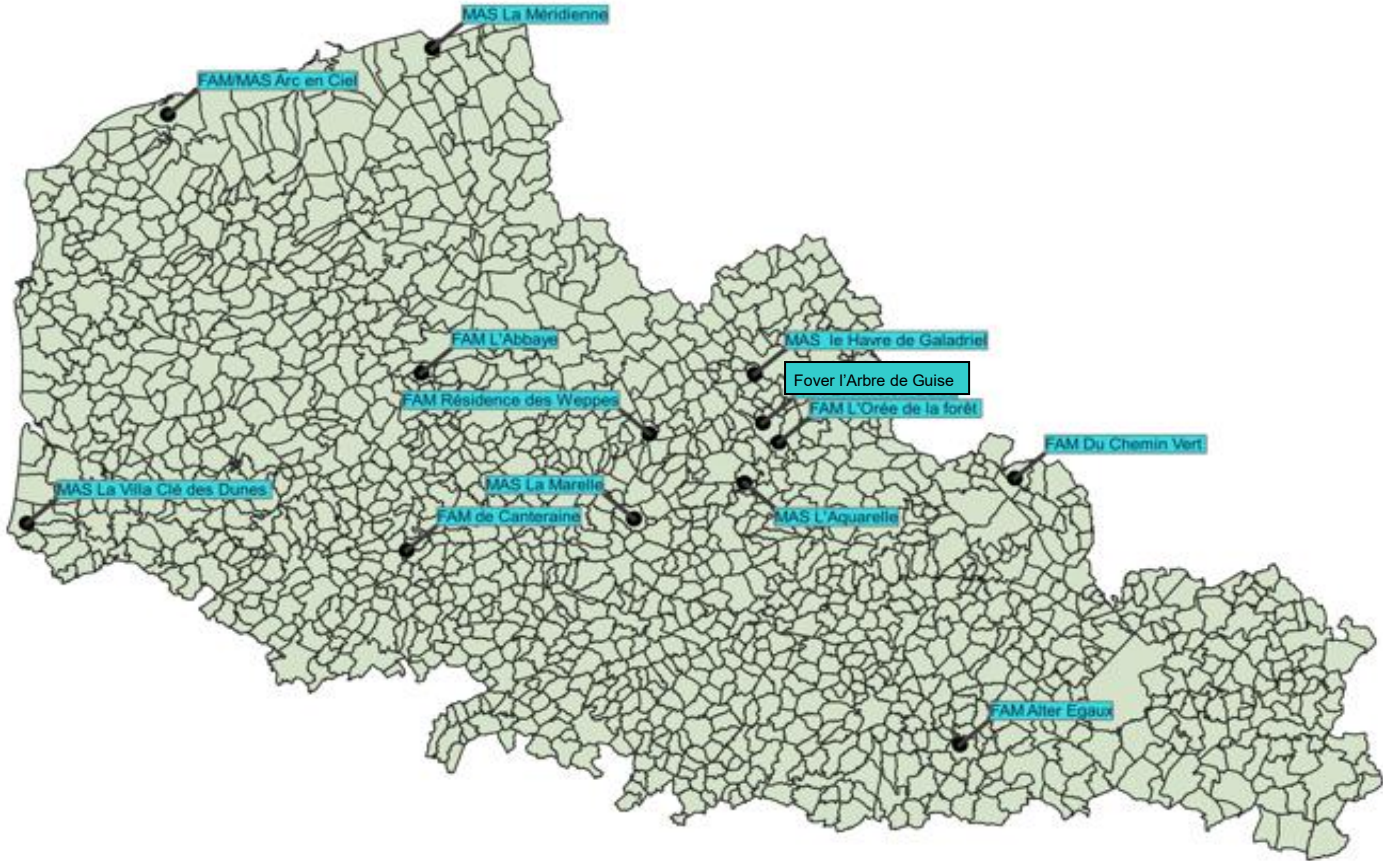 MAS La Méridienne
FAM/MAS Arc en Ciel
FAM L'Abbaye
MAS le Havre de Galadriel
Fover l'Arbre de Guise
FAM Résidence des Weppes
FAM L'Orée de la forêt
FAM Du Chemin Vert
MAS La Villa Clé des Dunes
MAS La Marelle
FAM de Canteraine
MAS L'Aquarelle
FAM Alter Egaux